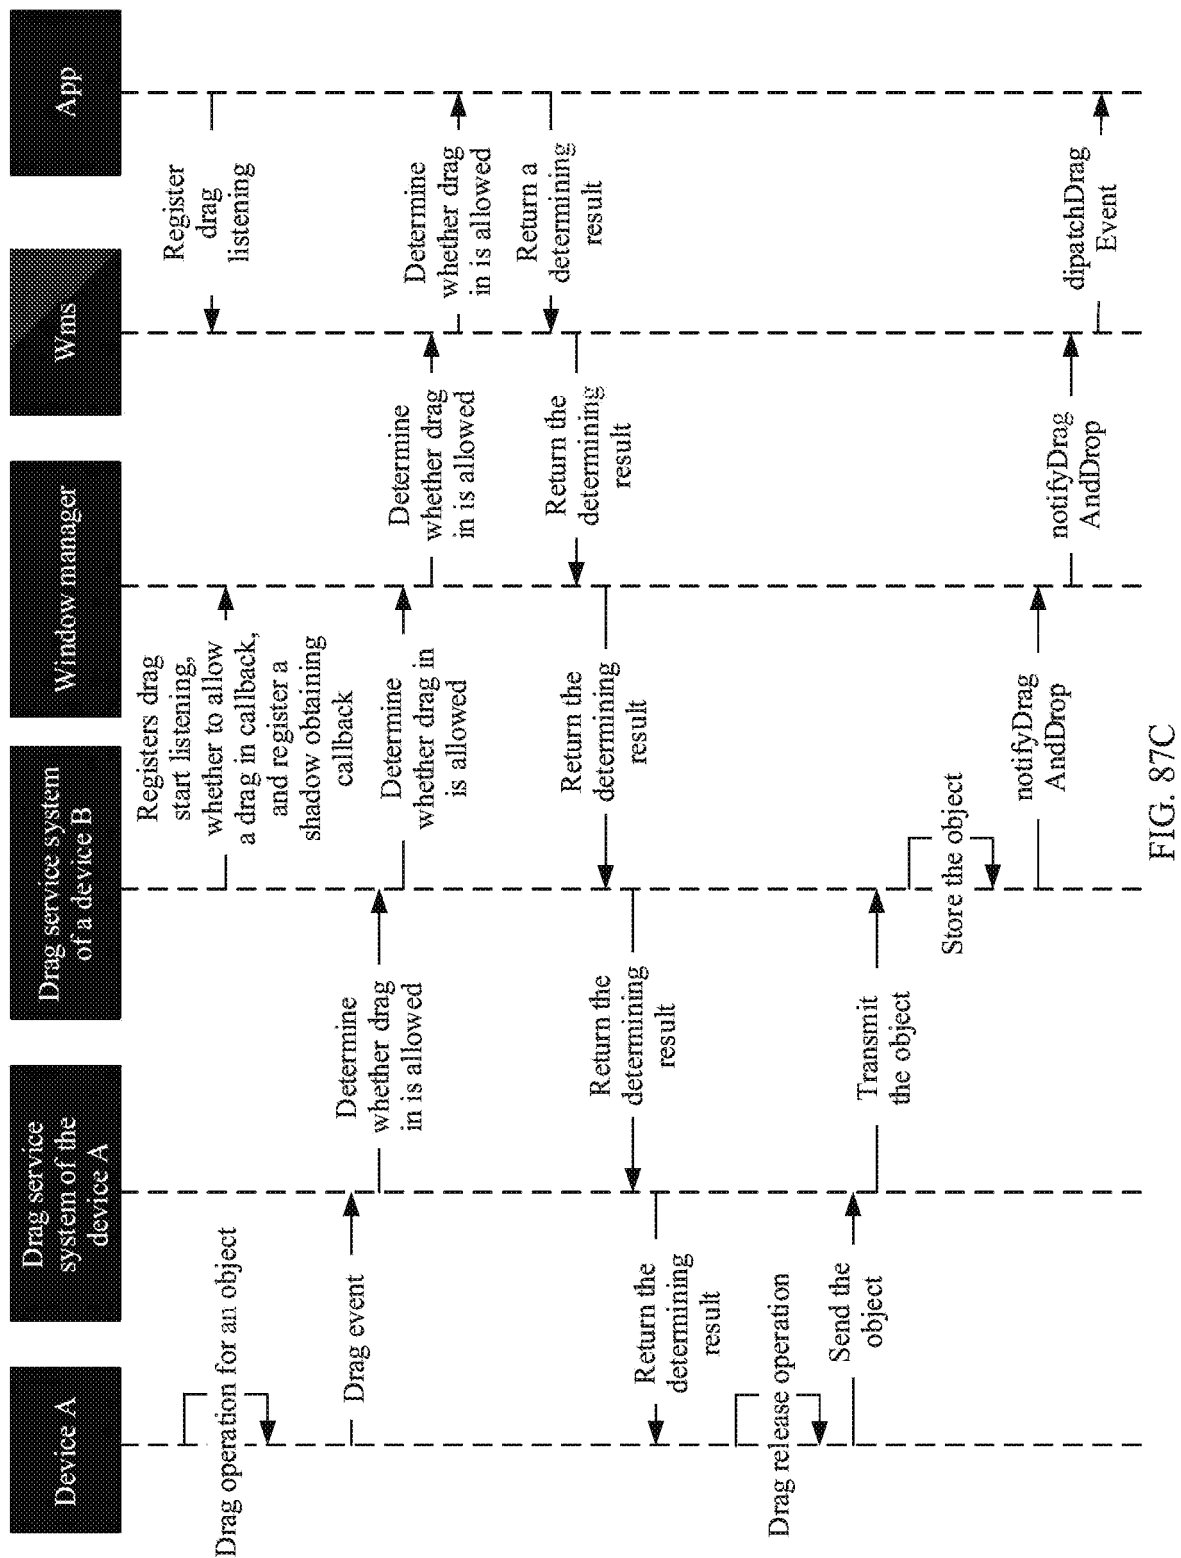 Device A
Drag service
system of the
device A
Drag service system
of a device B
Window manager
Wms
App
Drag operation for an object
Registers drag
start listening,
whether to allow
a drag in callback,
and register a
shadow obtaining
callback
Register
drag
listening
Drag event
Determine
whether drag
in is allowed
Determine
whether drag in
is allowed
Determine
whether drag
in is allowed
Determine
whether drag
in is allowed
Return a
determining
result
Return the
determining
result
Return the
determining
result
Return the
determining
result
Return the
determining
result
Drag release operation
Send the
object
Transmit
the object
Store the object
notifyDrag
AndDrop
notifyDrag
AndDrop
dipatchDrag
Event
FIG. 87C